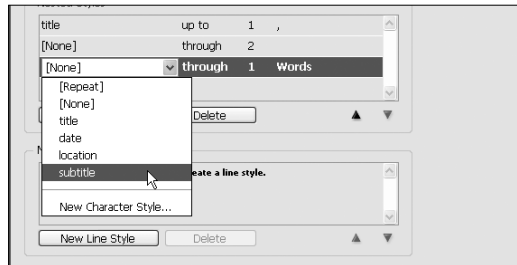 title up to 1 ,
[None] through 2
[None] through 1 Words
[Repeat]
[None]
title
Delete
date
location
subtitle
eate a line style.
New Character Style...
New Line Style Delete